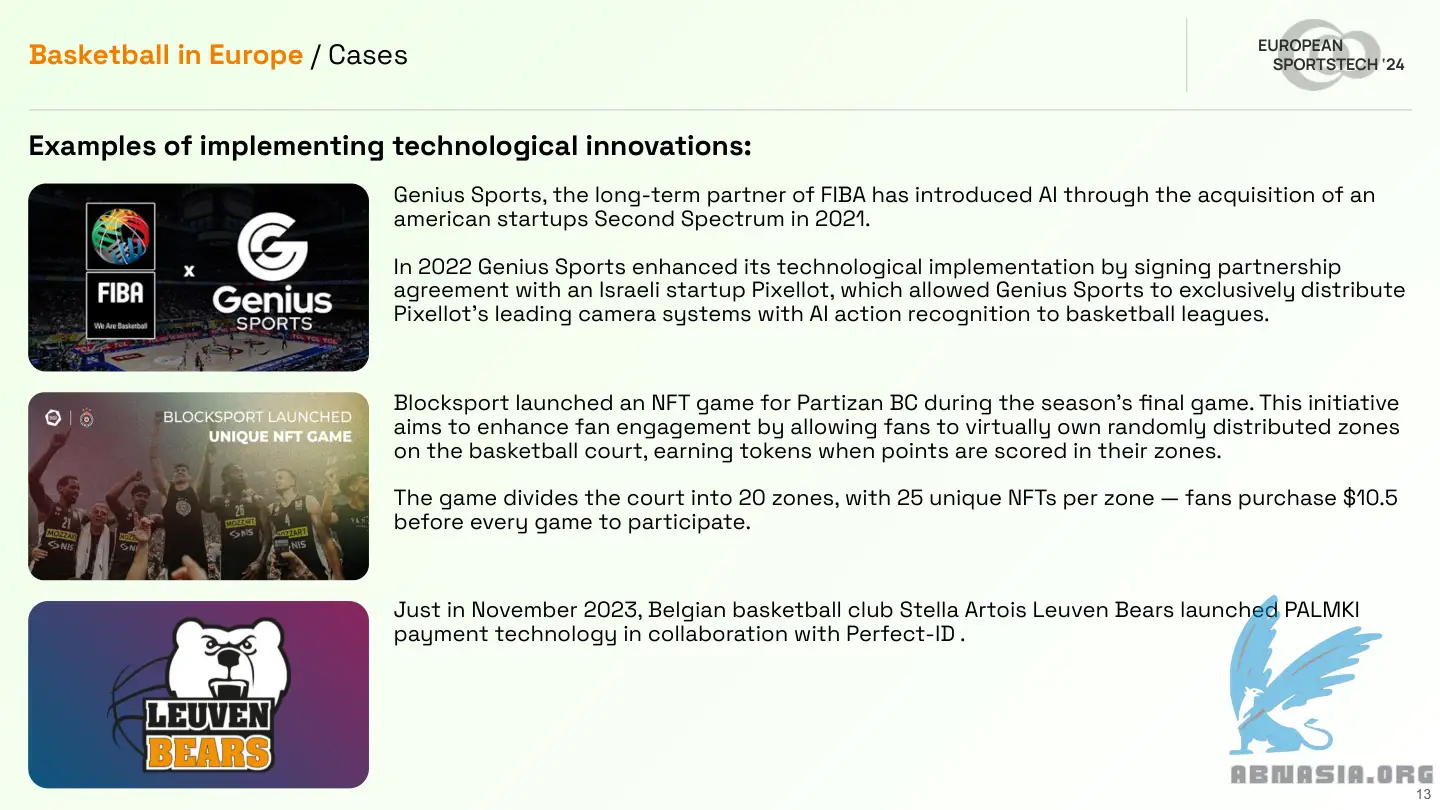 Basketball in Europe / Cases
EUROPEAN
SPORTSTECH '24
Examples of implementing technological innovations:
FIBA
We Are Basketball
x
Genius
SPORTS
Genius Sports, the long-term partner of FIBA has introduced AI through the acquisition of an
american startups Second Spectrum in 2021.
In 2022 Genius Sports enhanced its technological implementation by signing partnership
agreement with an Israeli startup Pixellot, which allowed Genius Sports to exclusively distribute
Pixellot's leading camera systems with AI action recognition to basketball leagues.
BLOCKSPORT LAUNCHED
UNIQUE NFT GAME
21
MOZZART
NIS
MOZZART
NIS
4
Blocksport launched an NFT game for Partizan BC during the season's final game. This initiative
aims to enhance fan engagement by allowing fans to virtually own randomly distributed zones
on the basketball court, earning tokens when points are scored in their zones.
The game divides the court into 20 zones, with 25 unique NFTs per zone — fans purchase $10.5
before every game to participate.
LEUVEN
BEARS
Just in November 2023, Belgian basketball club Stella Artois Leuven Bears launched PALMKI
payment technology in collaboration with Perfect-ID .
ABNASIA.ORG
13